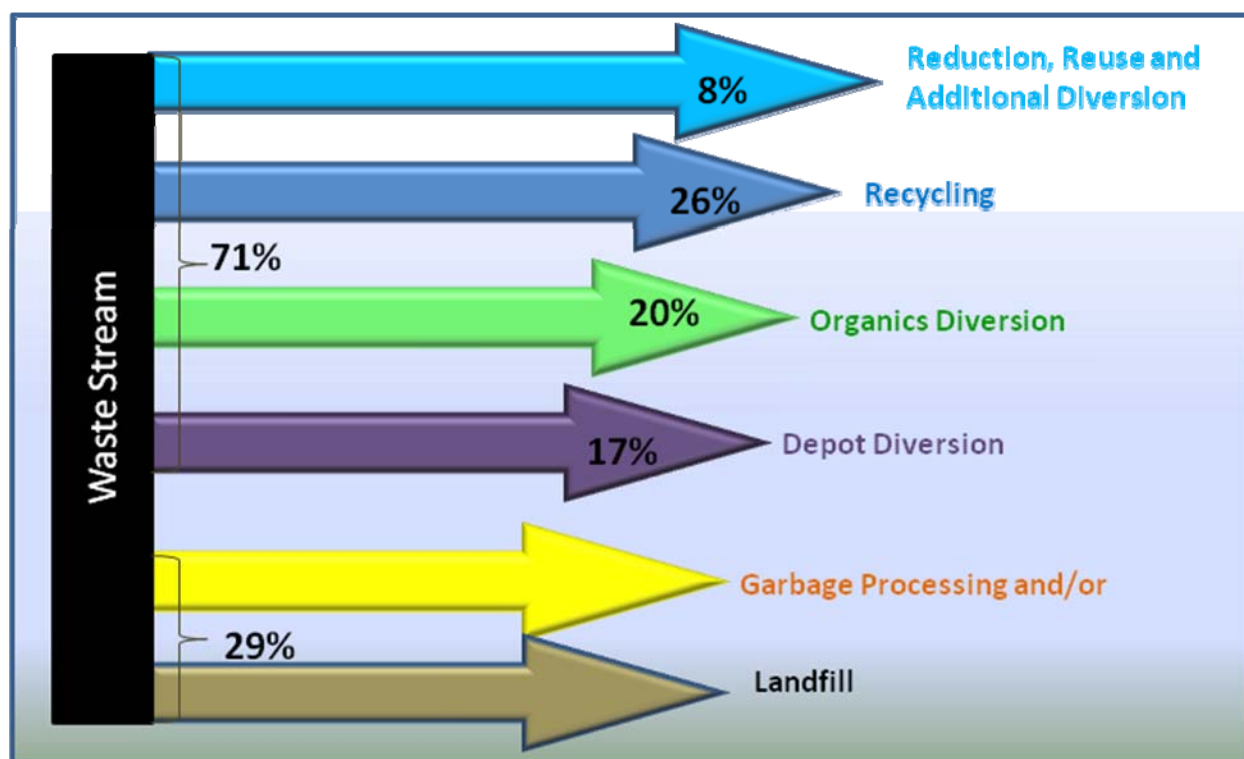 Waste Stream
8%
Reduction, Reuse and
Additional Diversion
26%
Recycling
71%
20%
Organics Diversion
17%
Depot Diversion
Garbage Processing and/or
29%
Landfill